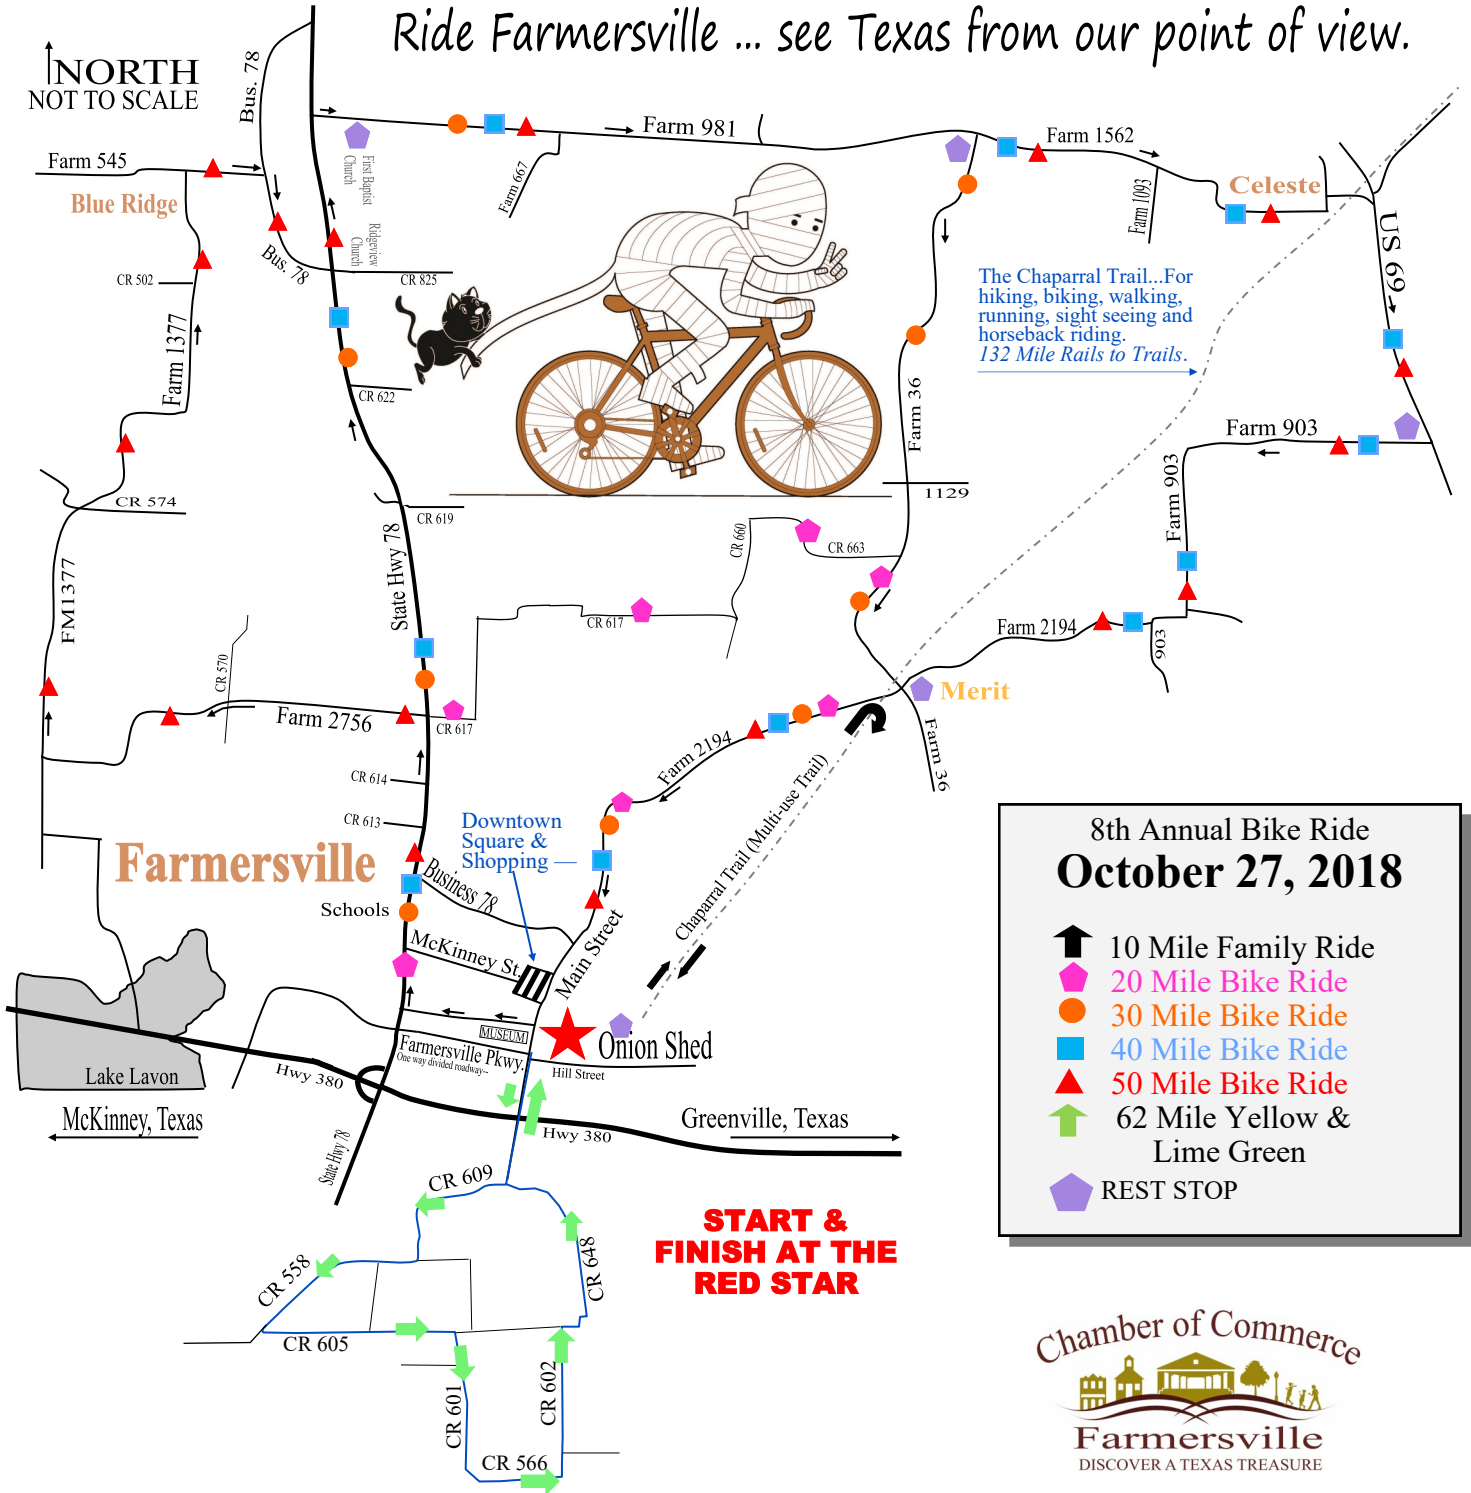 Ride Farmersville ... see Texas from our point of view.
NORTH
NOT TO SCALE
Bus. 78
Farm 545
Blue Ridge
Bus. 78
First Baptist
Church
Ridgeview
Church
CR 825
Farm 981
Farm 667
Farm 1562
Farm 1093
Celeste
US 69
CR 502
Farm 1377
CR 622
The Chaparral Trail...For
hiking, biking, walking,
running, sight seeing and
horseback riding.
132 Mile Rails to Trails.
Farm 36
Farm 903
Farm 903
1129
CR 574
CR 619
State Hwy 78
CR 660
CR 663
FM1377
CR 570
CR 617
Farm 2194
903
Merit
Farm 36
Farm 2756
CR 617
Farm 2194
CR 614
CR 613
Chaparral Trail (Multi-use Trail)
Farmersville
Downtown
Square &
Shopping —
Business 78
Schools
McKinney St.
Main Street
MUSEUM
Onion Shed
Farmersville Pkwy.
One way divided roadway--
Hill Street
Lake Lavon
Hwy 380
McKinney, Texas
State Hwy 78
Hwy 380
Greenville, Texas
8th Annual Bike Ride
October 27, 2018
10 Mile Family Ride
20 Mile Bike Ride
30 Mile Bike Ride
40 Mile Bike Ride
50 Mile Bike Ride
62 Mile Yellow &
Lime Green
REST STOP
CR 609
CR 558
CR 648
CR 605
CR 601
CR 602
CR 566
START &
FINISH AT THE
RED STAR
Chamber of Commerce
Farmersville
DISCOVER A TEXAS TREASURE